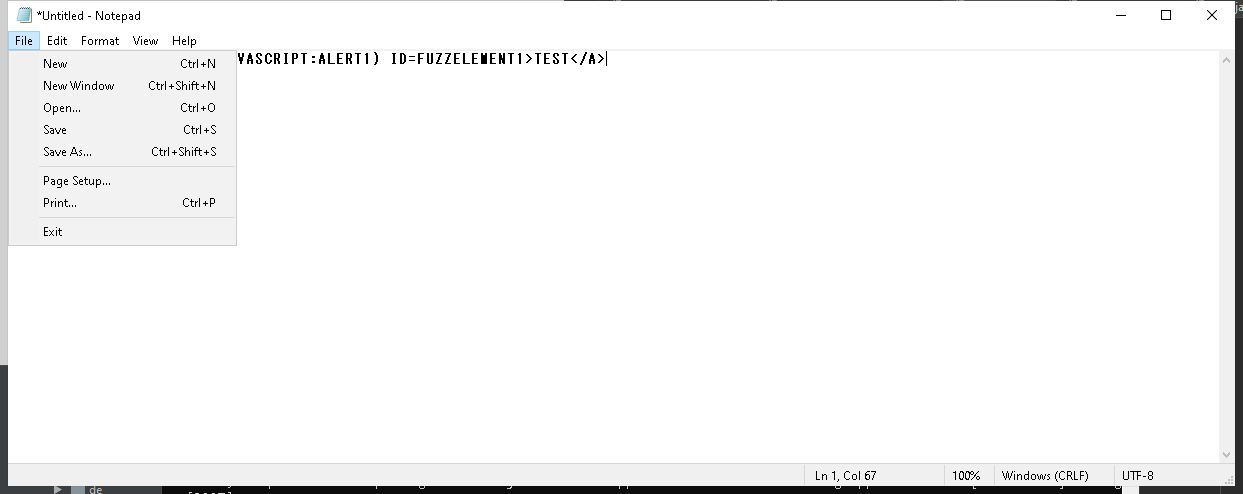 *Untitled - Notepad
File Edit Format View Help
VASCRIPT:ALERT1) ID=FUZZELEMENT1>TEST</A>
New Ctrl+N
New Window Ctrl+Shift+N
Open... Ctrl+O
Save Ctrl+S
Save As... Ctrl+Shift+S
Page Setup...
Print... Ctrl+P
Exit
Ln 1, Col 67 100% Windows (CRLF) UTF-8
de